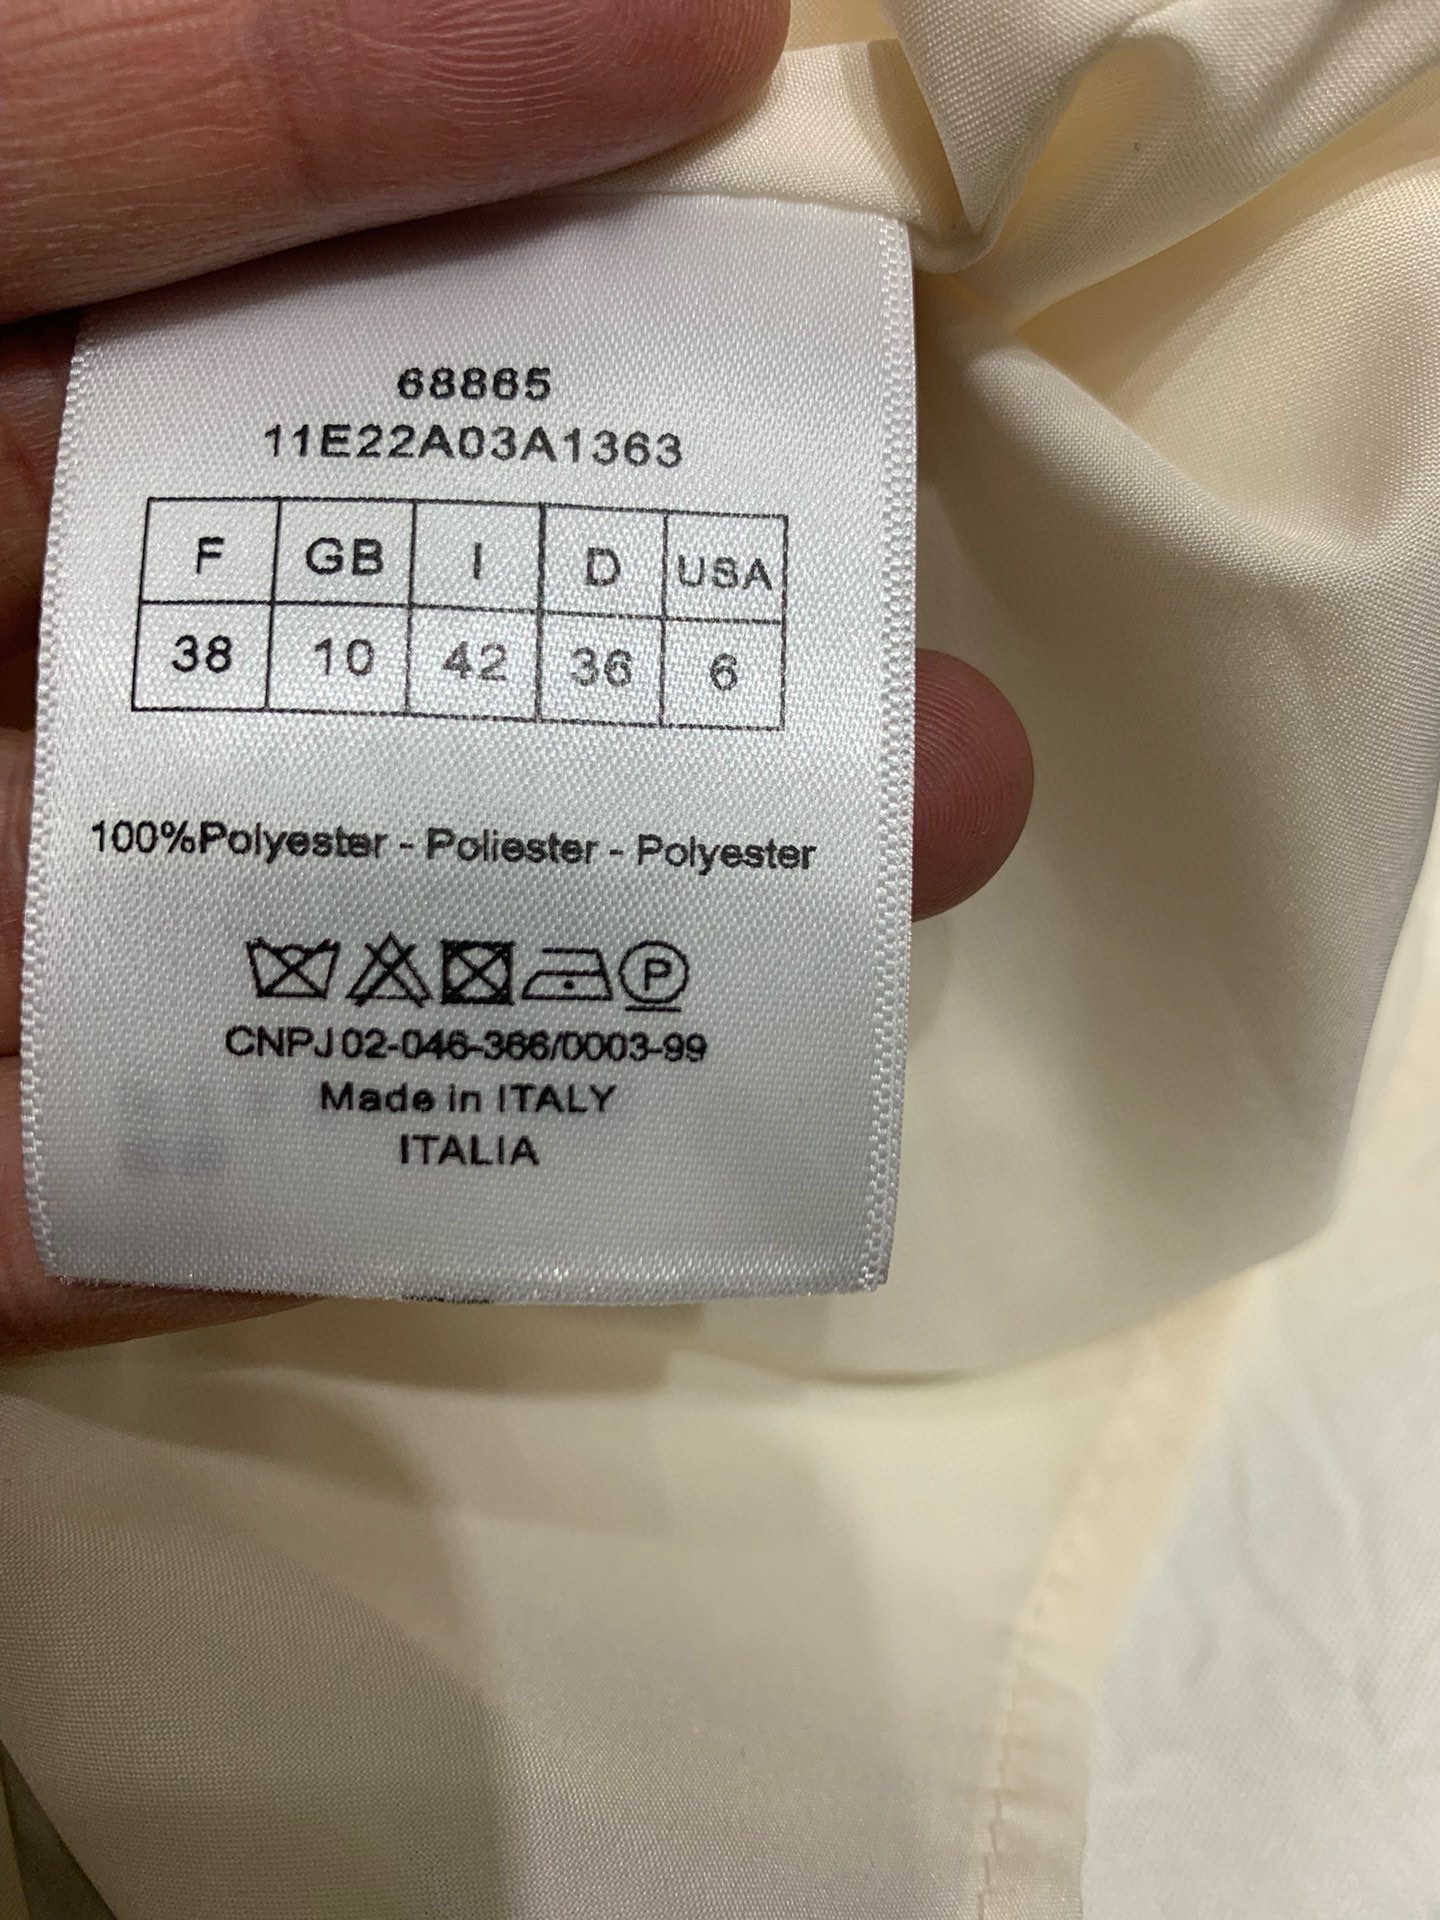 68865
11E22A03A1363
F GB I D USA
38 10 42 36 6
100%Polyester - Poliester - Polyester
P
CNPJ 02-046-366/0003-99
Made in ITALY
ITALIA